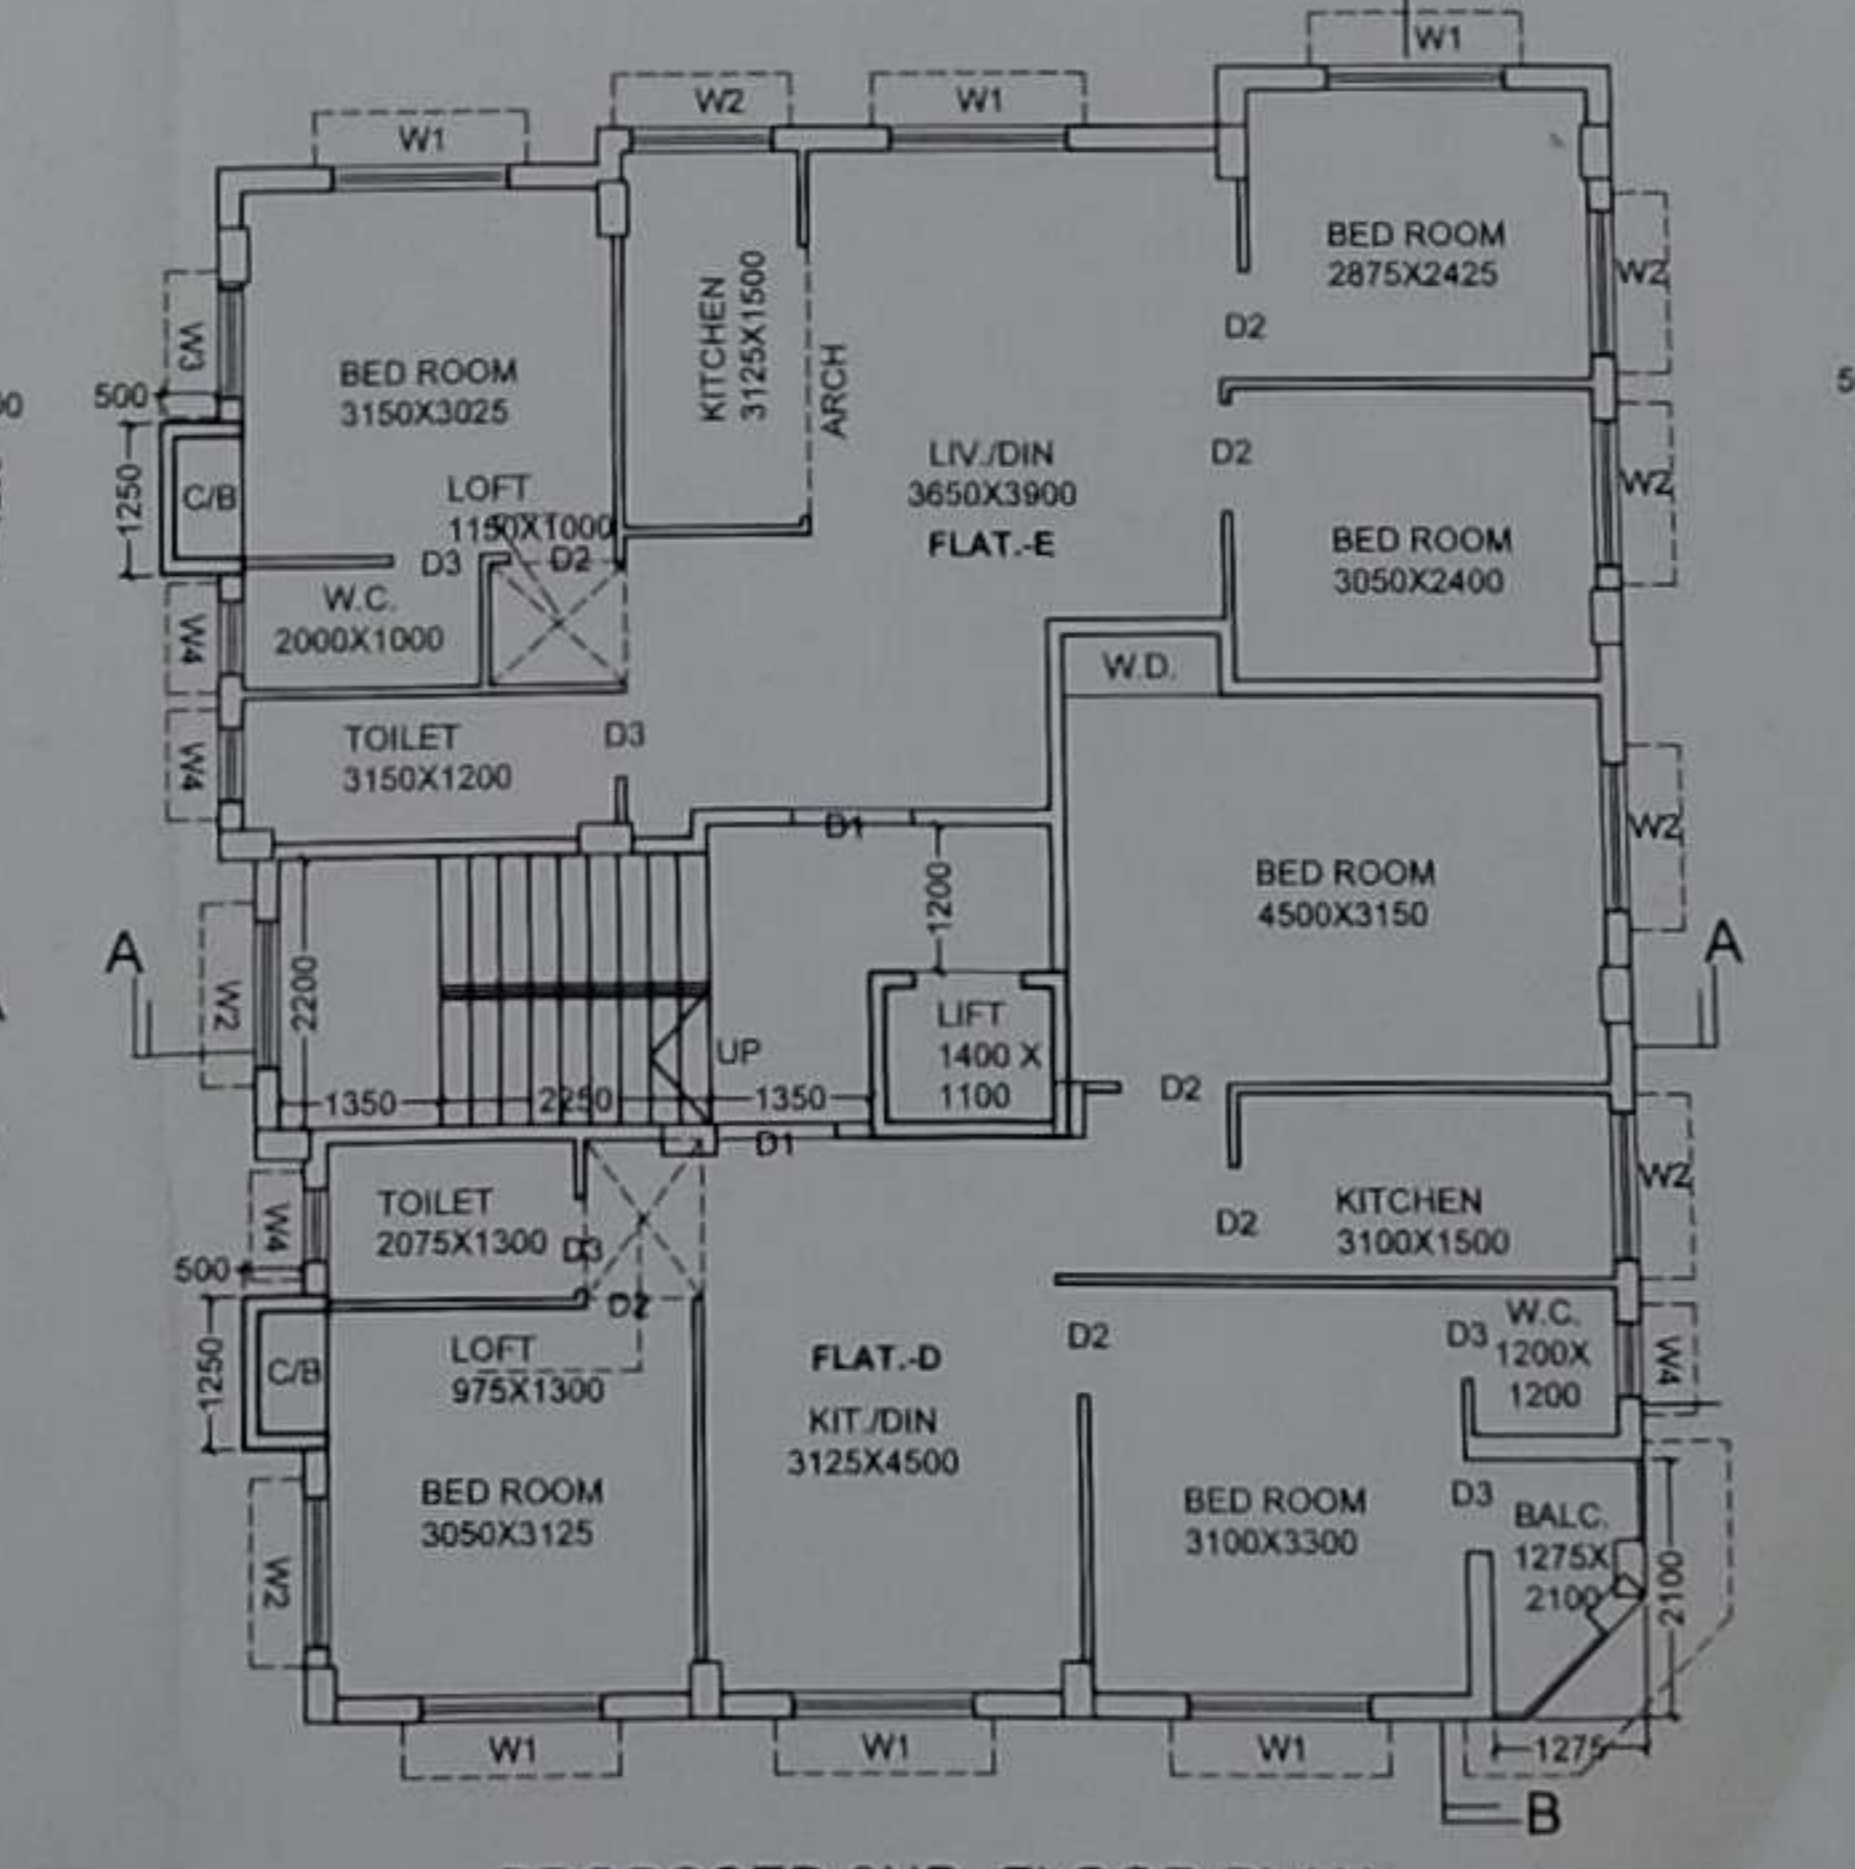 W1
W2
W1
W1
BED ROOM
2875X2425
W2
D2
KITCHEN
3125X1500
ARCH
W3
BED ROOM
3150X3025
500
C/B
1250
LOFT
1150X1000
D3
D2
LIV./DIN
3650X3900
FLAT.-E
D2
W2
BED ROOM
3050X2400
W.C.
2000X1000
W4
W.D.
TOILET
3150X1200
D3
W4
W2
D1
1200
BED ROOM
4500X3150
A
A
W2
2200
LIFT
1400 X
1100
UP
1350
2250
1350
D2
D1
TOILET
2075X1300
D3
W4
500
KITCHEN
3100X1500
D2
W2
D2
LOFT
975X1300
C/B
1250
FLAT.-D
KIT./DIN
3125X4500
D2
D3
W.C.
1200X
1200
W4
BED ROOM
3050X3125
W2
BED ROOM
3100X3300
D3
BALC.
1275X
2100
2100
W1
W1
W1
1275
B